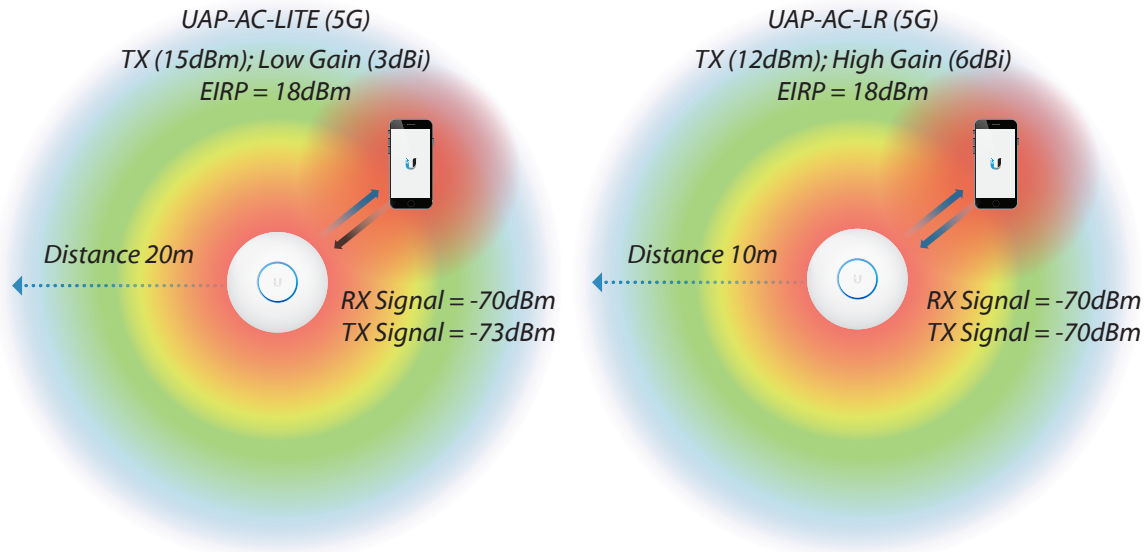 UAP-AC-LITE (5G)
TX (15dBm); Low Gain (3dBi)
EIRP = 18dBm
Distance 20m
RX Signal = -70dBm
TX Signal = -73dBm
UAP-AC-LR (5G)
TX (12dBm); High Gain (6dBi)
EIRP = 18dBm
Distance 10m
RX Signal = -70dBm
TX Signal = -70dBm